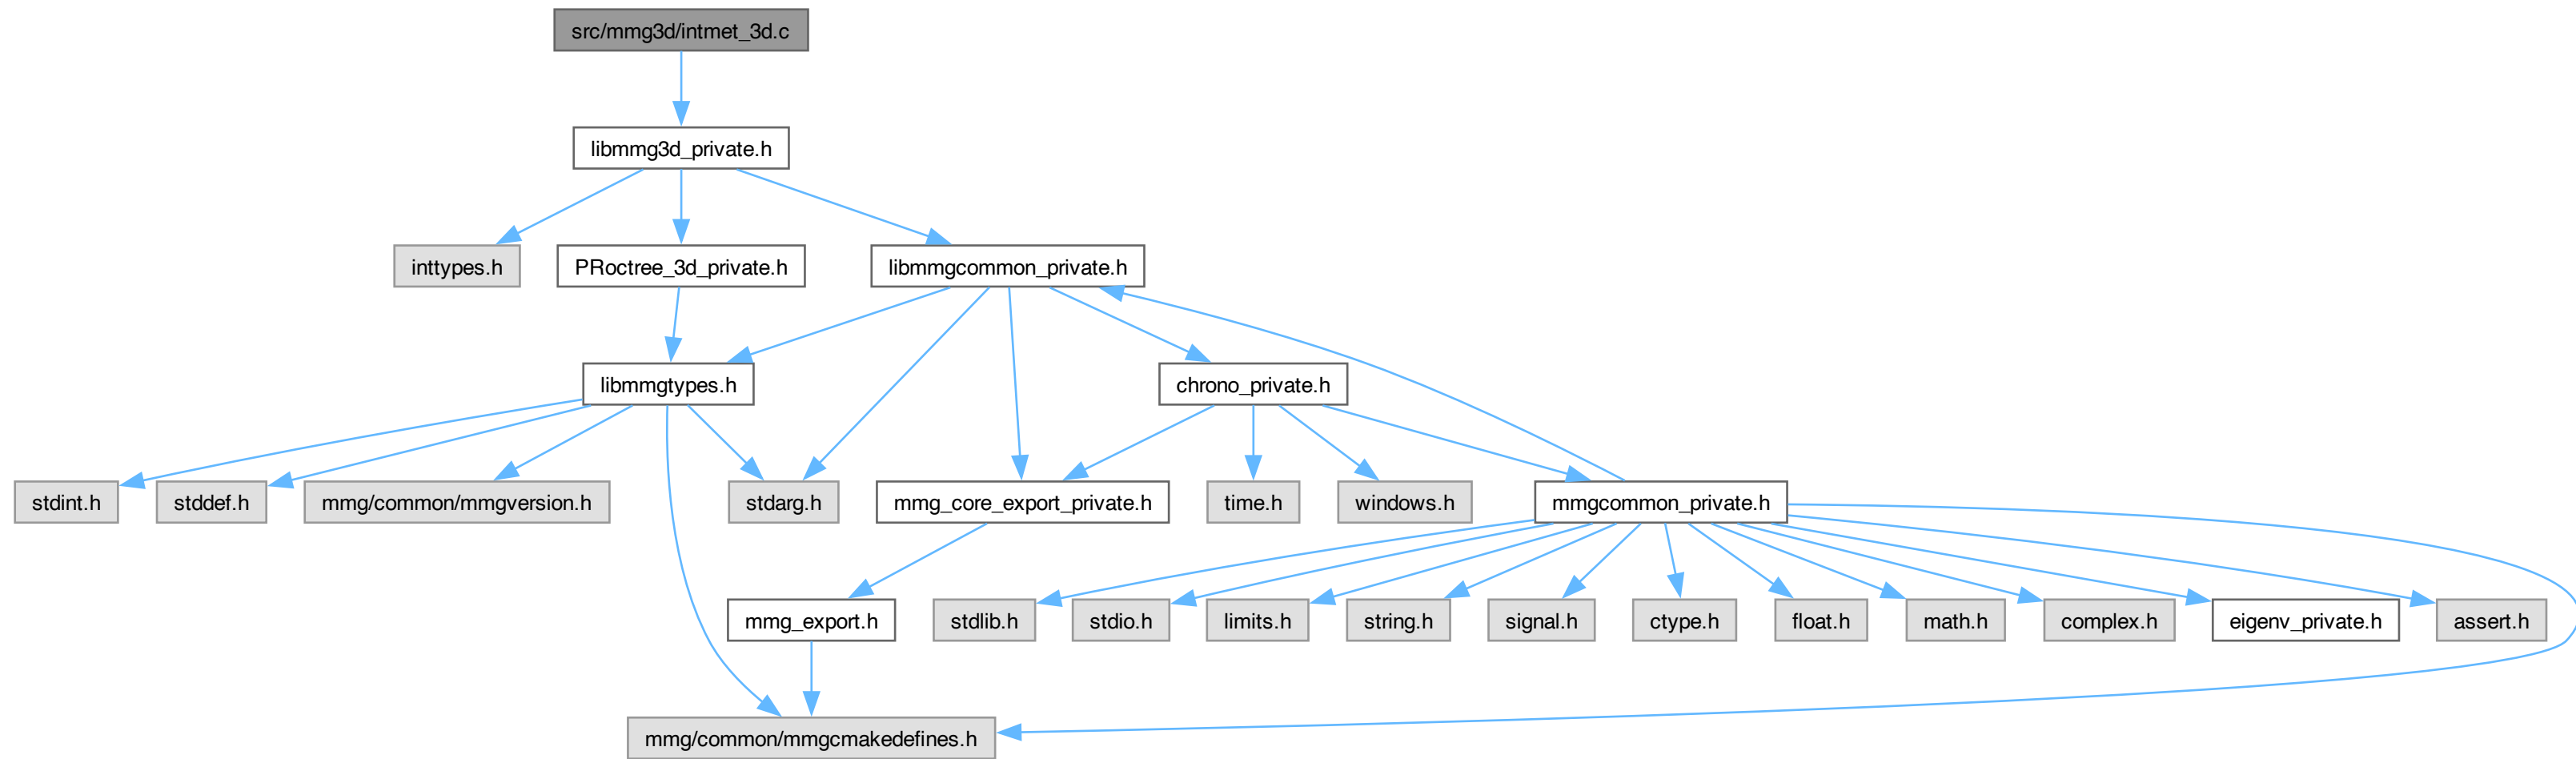 src/mmg3d/intmet_3d.c
libmmg3d_private.h
inttypes.h
PRoctree_3d_private.h
libmmgcommon_private.h
libmmgtypes.h
chrono_private.h
stdint.h
stddef.h
mmg/common/mmgversion.h
stdarg.h
mmg_core_export_private.h
time.h
windows.h
mmgcommon_private.h
mmg_export.h
stdlib.h
stdio.h
limits.h
string.h
signal.h
ctype.h
float.h
math.h
complex.h
eigenv_private.h
assert.h
mmg/common/mmgcmakedefines.h